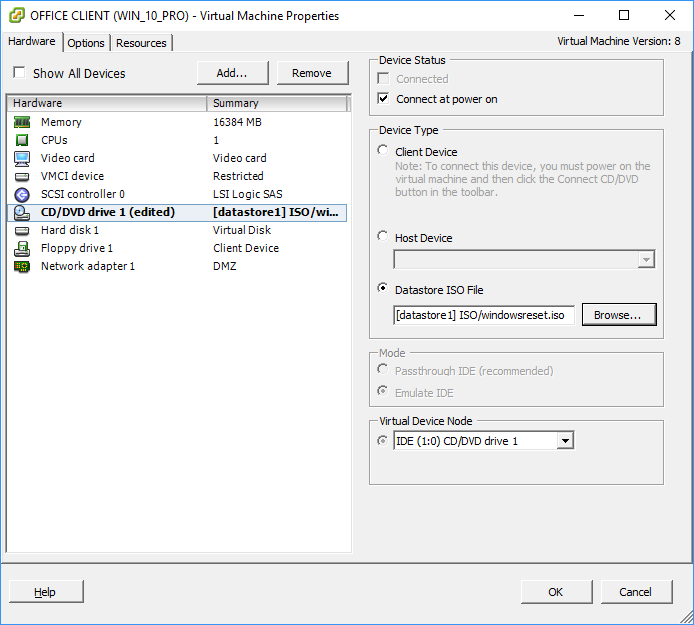 OFFICE CLIENT (WIN_10_PRO) - Virtual Machine Properties
Hardware Options Resources Virtual Machine Version: 8
Show All Devices Add... Remove
Hardware Summary
Memory 16384 MB
CPUs 1
Video card Video card
VMCI device Restricted
SCSI controller 0 LSI Logic SAS
CD/DVD drive 1 (edited) [datastore1] ISO/wi...
Hard disk 1 Virtual Disk
Floppy drive 1 Client Device
Network adapter 1 DMZ
Device Status
Connected
Connect at power on
Device Type
Client Device
Note: To connect this device, you must power on the
virtual machine and then click the Connect CD/DVD
button in the toolbar.
Host Device
Datastore ISO File
[datastore1] ISO/windowsreset.iso Browse...
Mode
Passthrough IDE (recommended)
Emulate IDE
Virtual Device Node
IDE (1:0) CD/DVD drive 1
Help OK Cancel